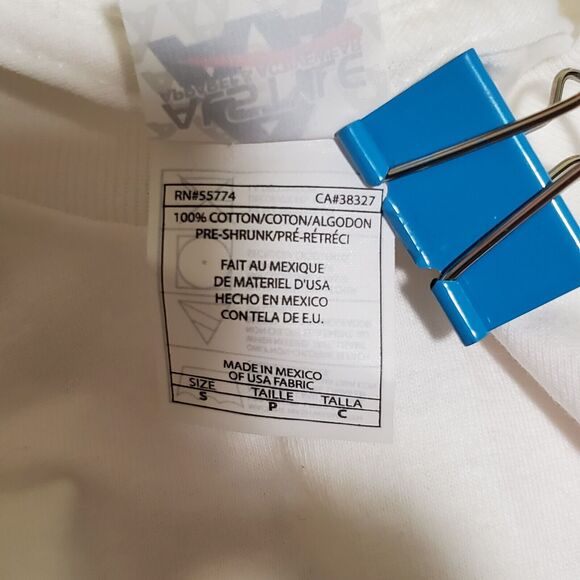 RN#55774 CA#38327
100% COTTON/COTON/ALGODON
PRE-SHRUNK/PRÉ-RÉTRÉCI
FAIT AU MEXIQUE
DE MATERIEL D'USA
HECHO EN MEXICO
CON TELA DE E.U.
MADE IN MEXICO
OF USA FABRIC
SIZE TAILLE TALLA
S P C